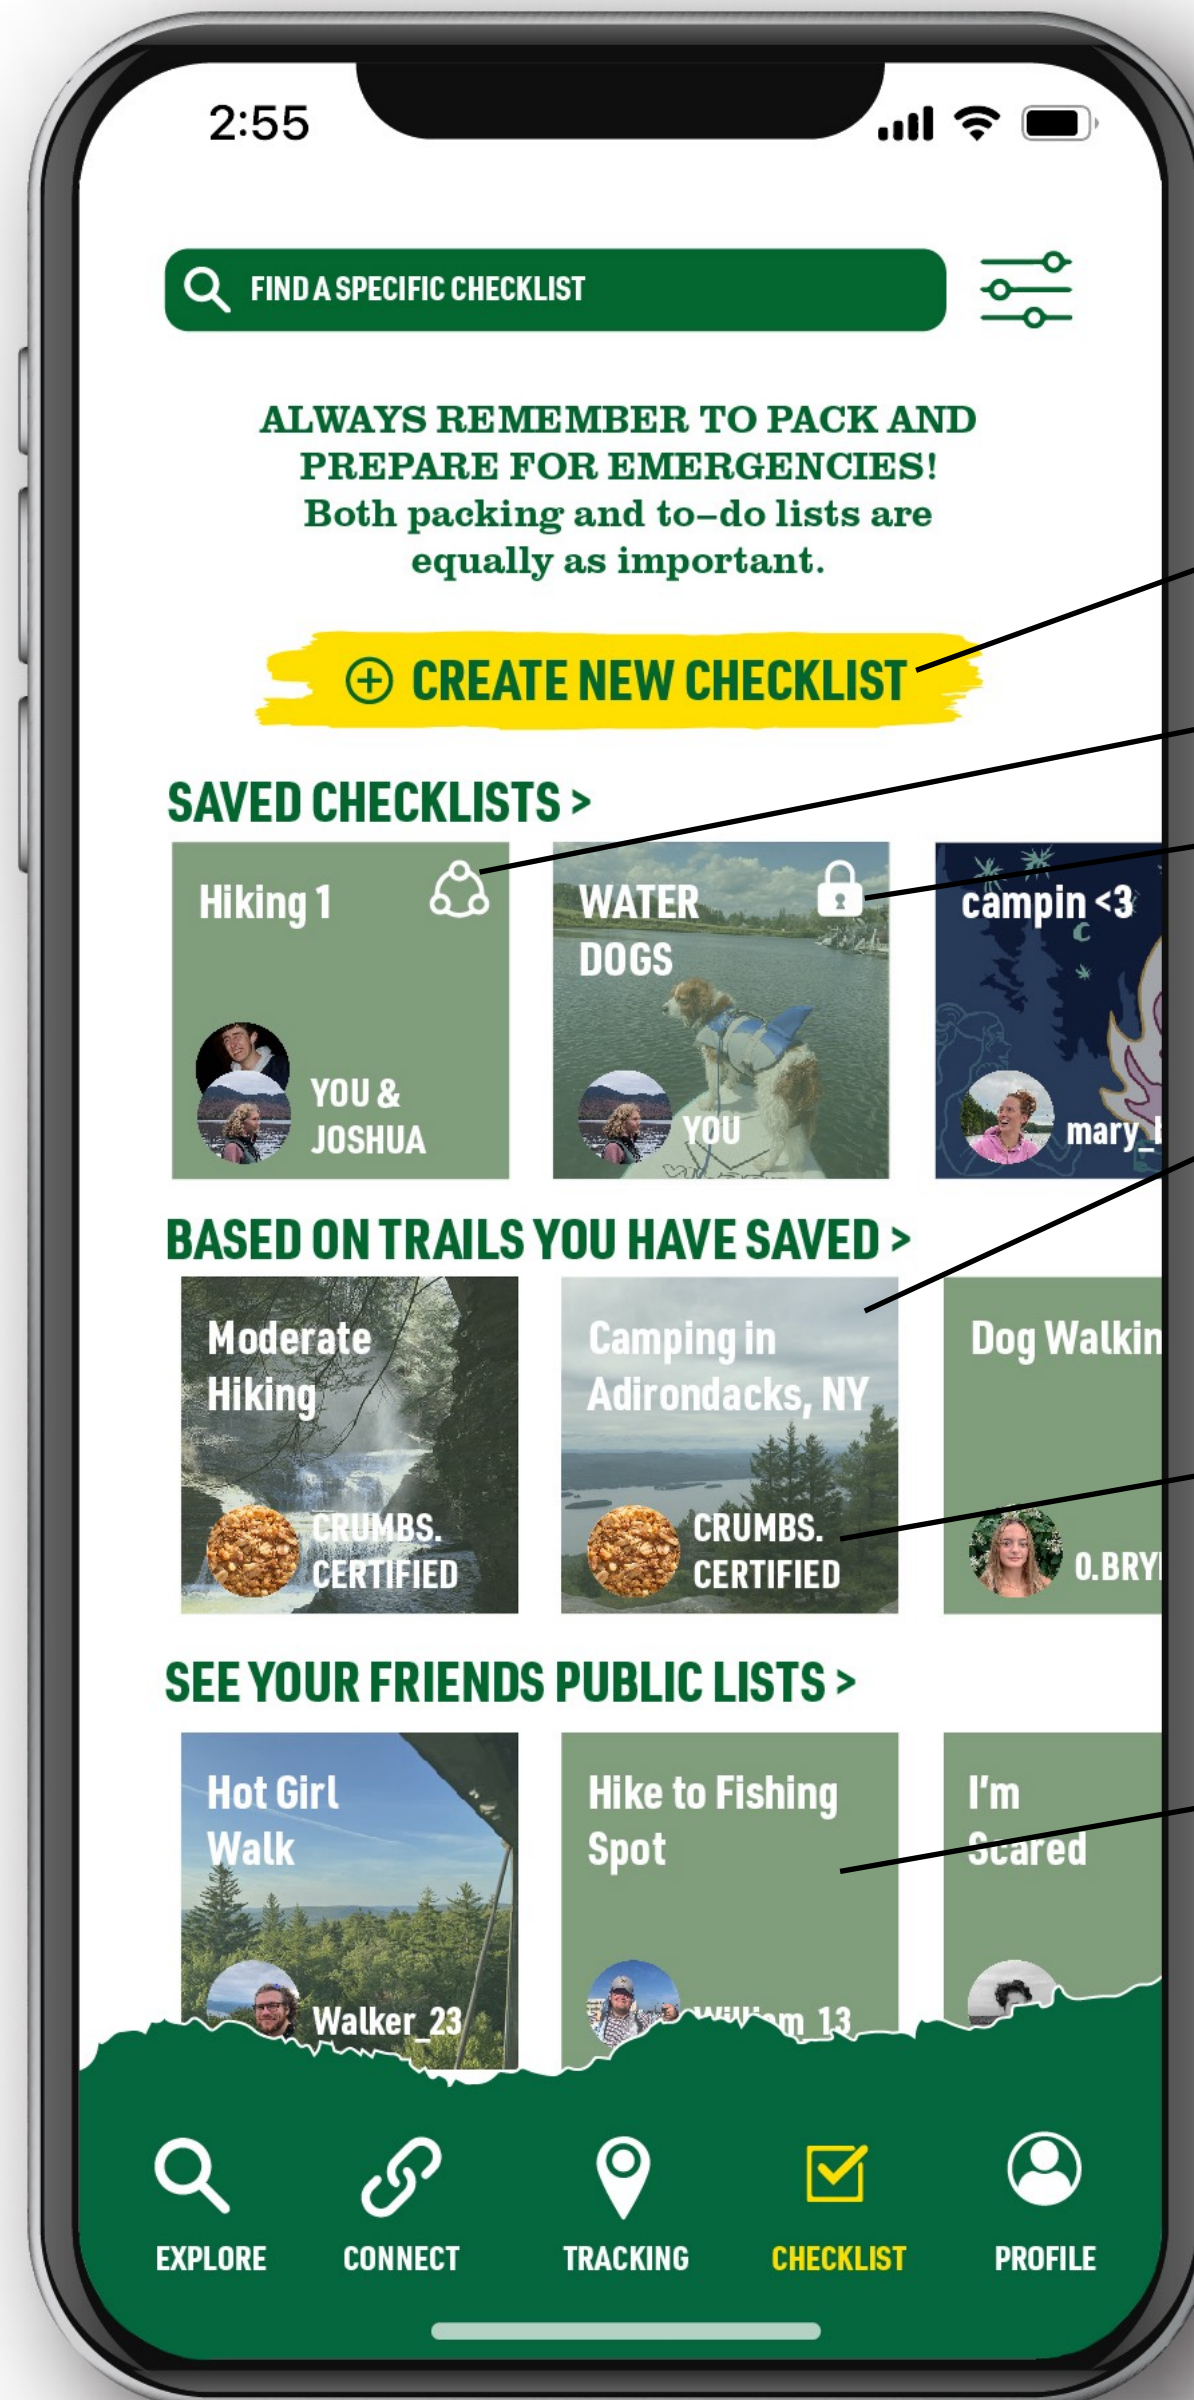 2:55
FIND A SPECIFIC CHECKLIST
ALWAYS REMEMBER TO PACK AND
PREPARE FOR EMERGENCIES!
Both packing and to-do lists are
equally as important.
CREATE NEW CHECKLIST
SAVED CHECKLISTS >
Hiking 1
YOU &
JOSHUA
WATER
DOGS
YOU
campin <3
BASED ON TRAILS YOU HAVE SAVED >
Moderate
Hiking
CRUMBS.
CERTIFIED
Camping in
Adirondacks, NY
CRUMBS.
CERTIFIED
Dog
SEE YOUR FRIENDS PUBLIC LISTS >
Hot Girl
Walk
Walker_23
Hike to Fishing
Spot
I'm
Scared
EXPLORE
CONNECT
TRACKING
CHECKLIST
PROFILE